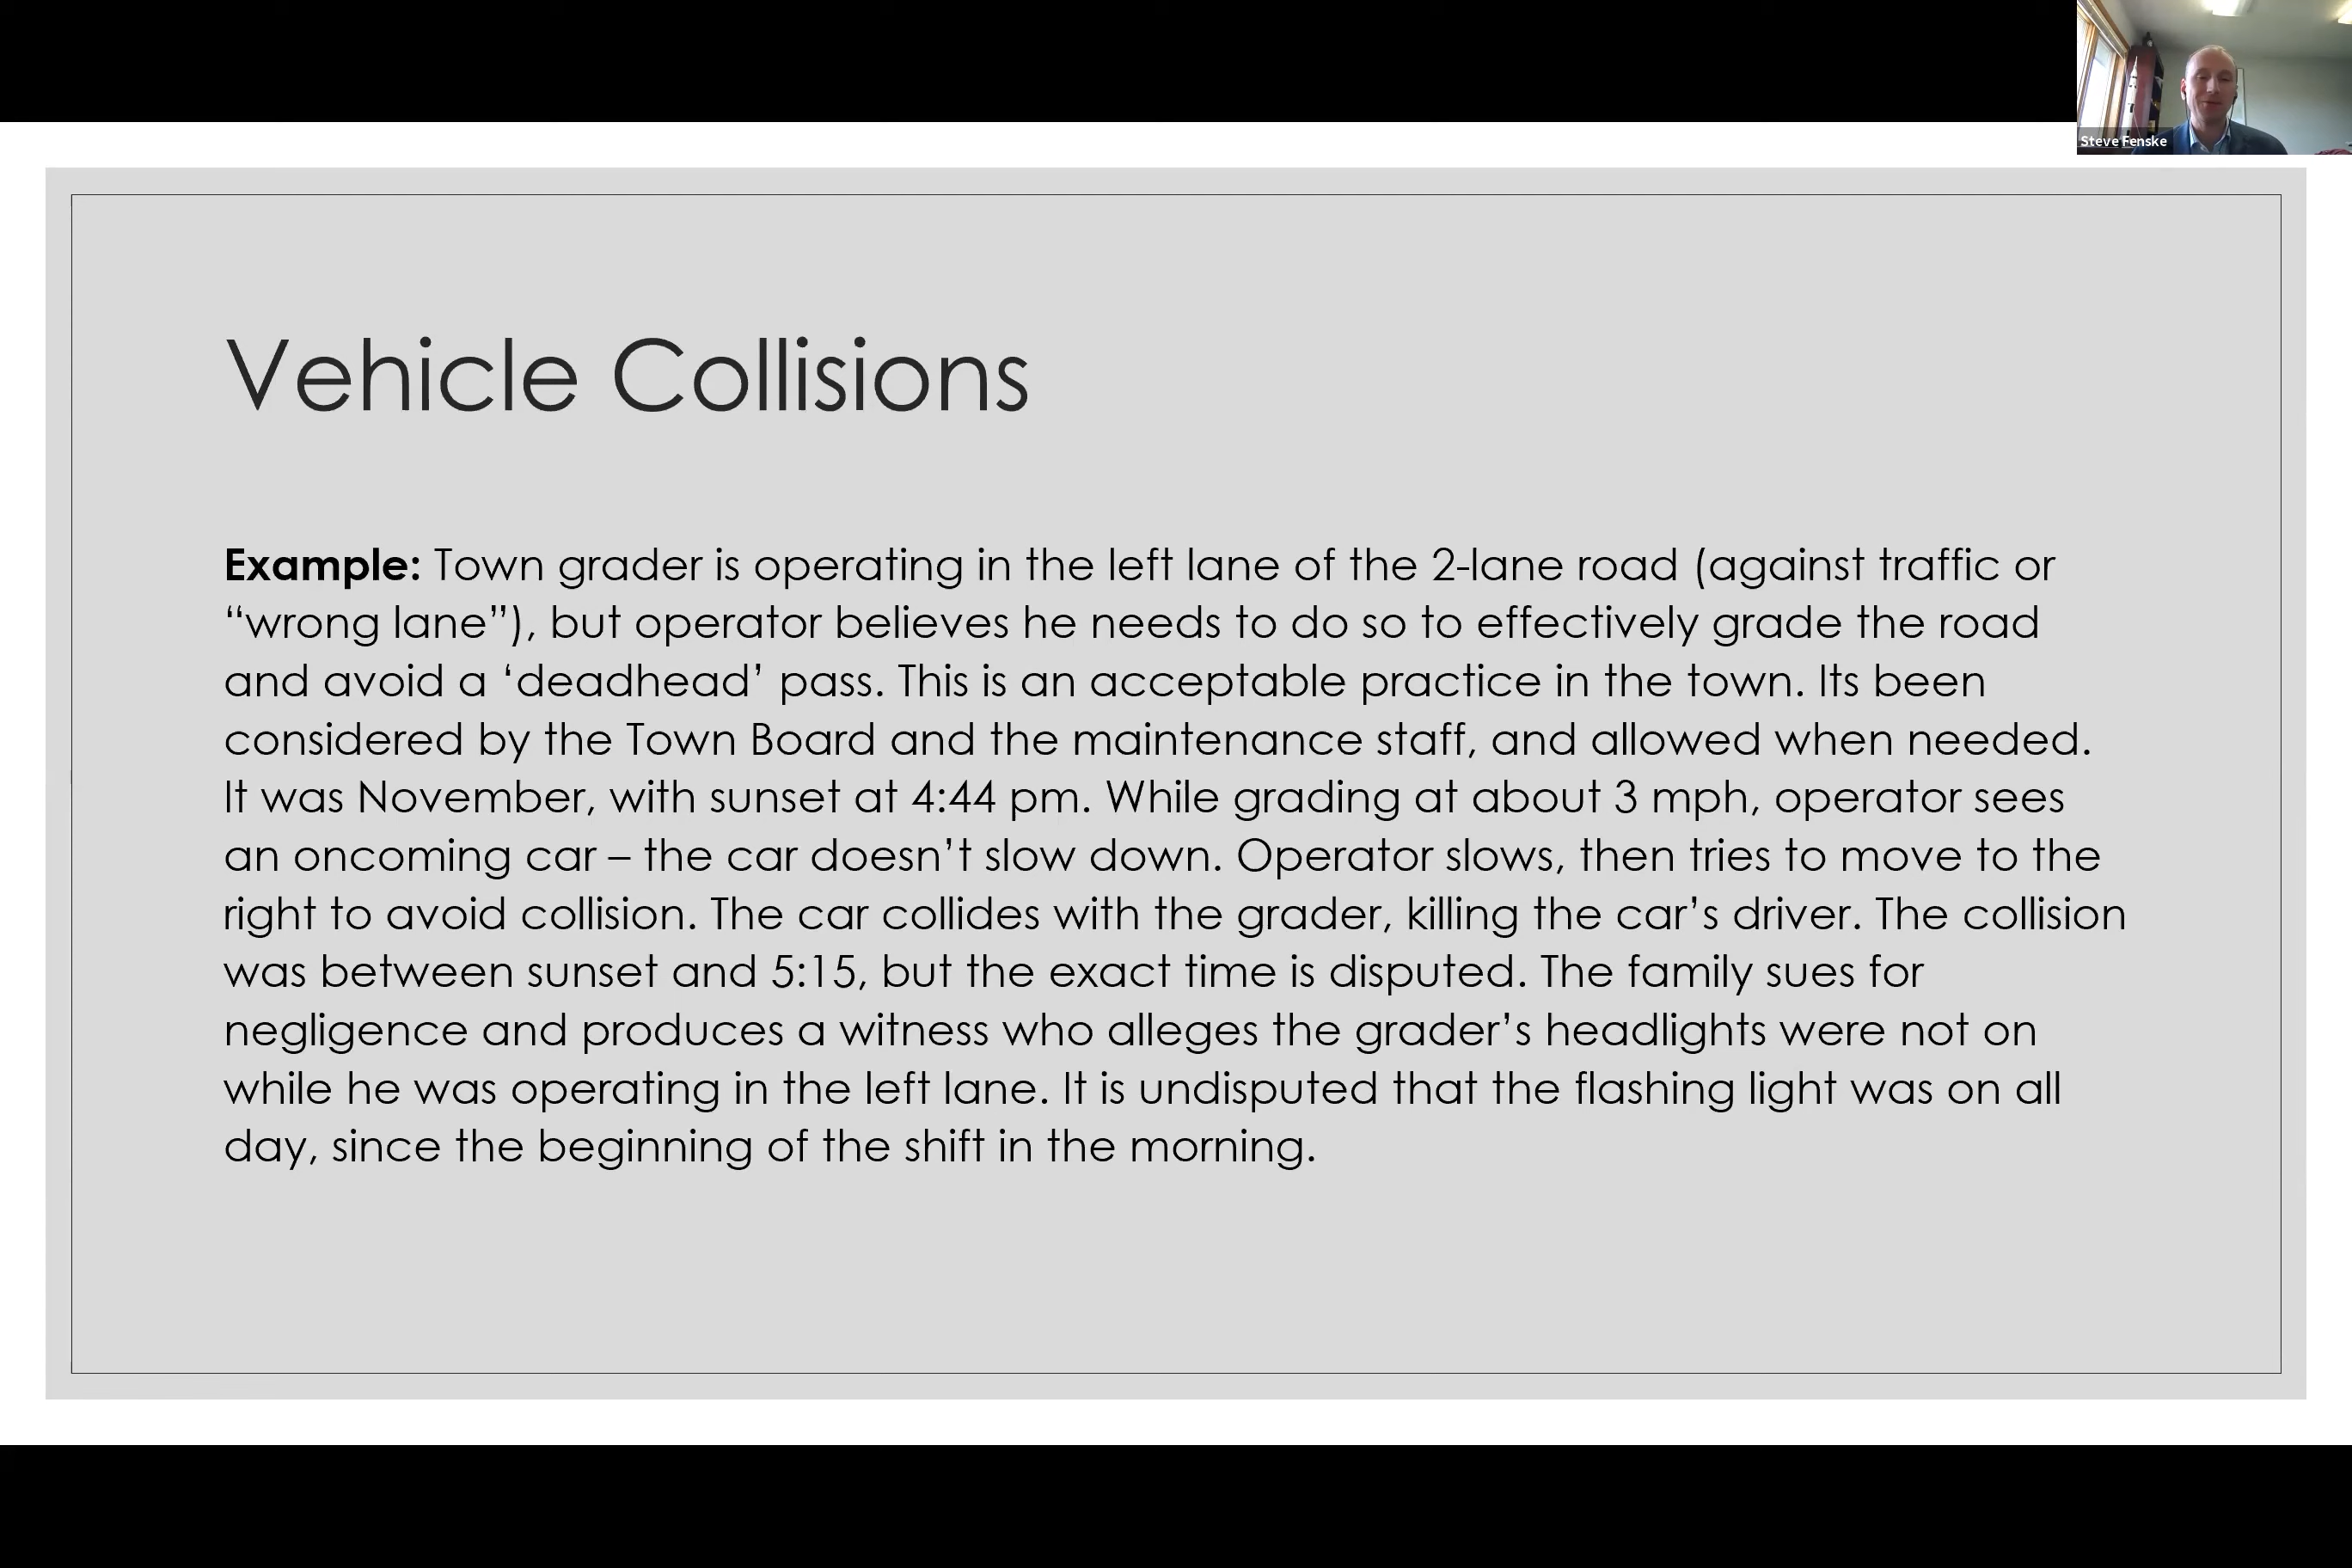 Steve Fenske
Vehicle Collisions
Example: Town grader is operating in the left lane of the 2-lane road (against traffic or
“wrong lane”), but operator believes he needs to do so to effectively grade the road
and avoid a ‘deadhead’ pass. This is an acceptable practice in the town. Its been
considered by the Town Board and the maintenance staff, and allowed when needed.
It was November, with sunset at 4:44 pm. While grading at about 3 mph, operator sees
an oncoming car – the car doesn’t slow down. Operator slows, then tries to move to the
right to avoid collision. The car collides with the grader, killing the car’s driver. The collision
was between sunset and 5:15, but the exact time is disputed. The family sues for
negligence and produces a witness who alleges the grader’s headlights were not on
while he was operating in the left lane. It is undisputed that the flashing light was on all
day, since the beginning of the shift in the morning.